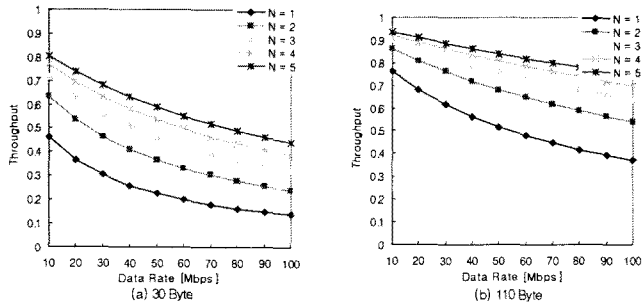 1
0.9
0.8
0.7
0.6
0.5
0.4
0.3
0.2
0.1
0
Throughput
10 20 30 40 50 60 70 80 90 100
Data Rate [Mbps]
(a) 30 Byte
N = 1
N = 2
N = 3
N = 4
N = 5
1
0.9
0.8
0.7
0.6
0.5
0.4
0.3
0.2
0.1
0
Throughput
10 20 30 40 50 60 70 80 90 100
Data Rate [Mbps]
(b) 110 Byte
N = 1
N = 2
N = 3
N = 4
N = 5